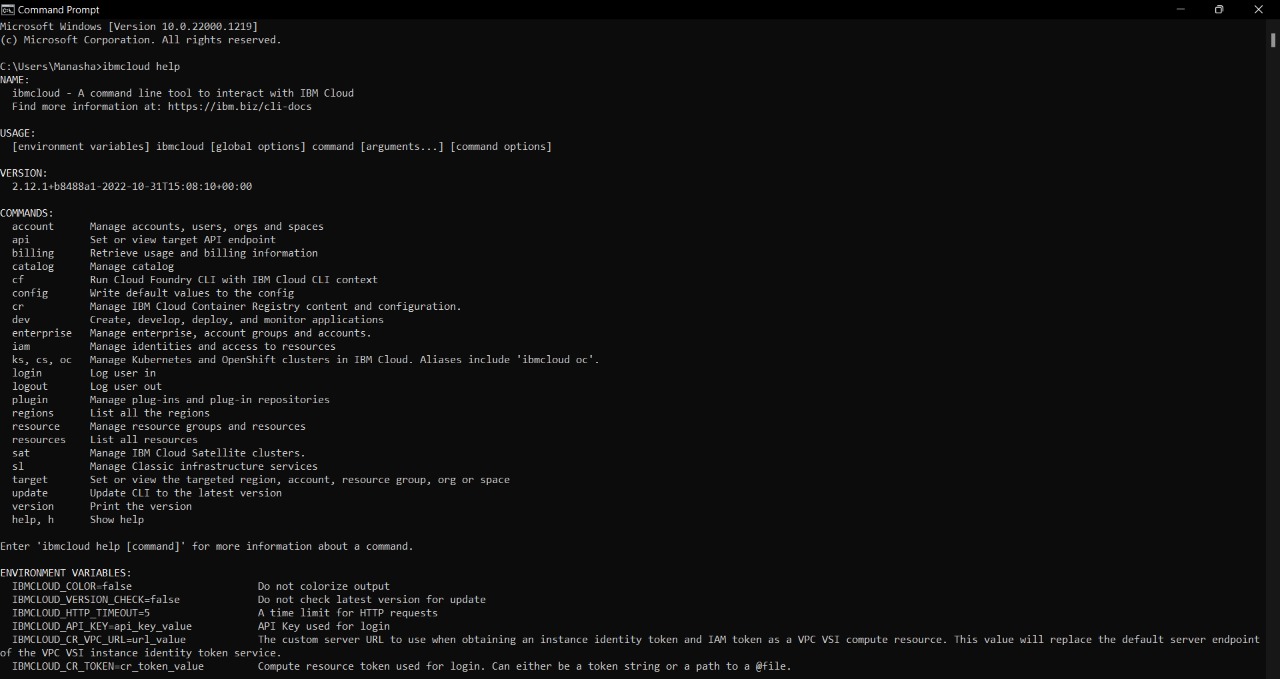 Command Prompt
Microsoft Windows [Version 10.0.22000.1219]
(c) Microsoft Corporation. All rights reserved.
C:\Users\Manasha>ibmcloud help
NAME:
ibmcloud - A command line tool to interact with IBM Cloud
Find more information at: https://ibm.biz/cli-docs
USAGE:
[environment variables] ibmcloud [global options] command [arguments...] [command options]
VERSION:
2.12.1+b8488a1-2022-10-31T15:08:10+00:00
COMMANDS:
account Manage accounts, users, orgs and spaces
api Set or view target API endpoint
billing Retrieve usage and billing information
catalog Manage catalog
cf Run Cloud Foundry CLI with IBM Cloud CLI context
config Write default values to the config
cr Manage IBM Cloud Container Registry content and configuration.
dev Create, develop, deploy, and monitor applications
enterprise Manage enterprise, account groups and accounts.
iam Manage identities and access to resources
ks, cs, oc Manage Kubernetes and OpenShift clusters in IBM Cloud. Aliases include 'ibmcloud oc'.
login Log user in
logout Log user out
plugin Manage plug-ins and plug-in repositories
regions List all the regions
resource Manage resource groups and resources
resources List all resources
sat Manage IBM Cloud Satellite clusters.
sl Manage Classic infrastructure services
target Set or view the targeted region, account, resource group, org or space
update Update CLI to the latest version
version Print the version
help, h Show help
Enter 'ibmcloud help [command]' for more information about a command.
ENVIRONMENT VARIABLES:
IBMCLOUD_COLOR=false Do not colorize output
IBMCLOUD_VERSION_CHECK=false Do not check latest version for update
IBMCLOUD_HTTP_TIMEOUT=5 A time limit for HTTP requests
IBMCLOUD_API_KEY=api_key_value API Key used for login
IBMCLOUD_CR_VPC_URL=url_value The custom server URL to use when obtaining an instance identity token and IAM token as a VPC VSI compute resource. This value will replace the default server endpoint
of the VPC VSI instance identity token service.
IBMCLOUD_CR_TOKEN=cr_token_value Compute resource token used for login. Can either be a token string or a path to a @file.